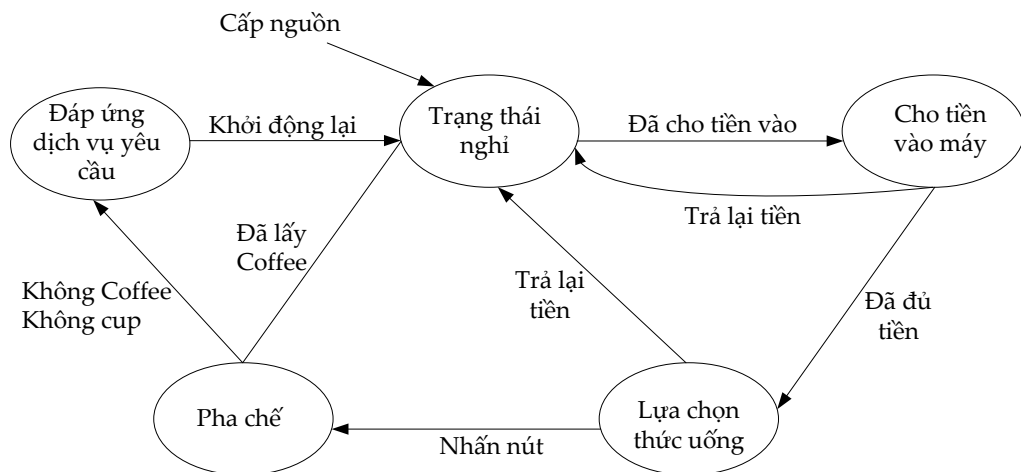 Cấp nguồn
Đáp ứng
dịch vụ yêu
cầu
Khởi động lại
Trạng thái
nghỉ
Đã cho tiền vào
Cho tiền
vào máy
Trả lại tiền
Đã lấy
Coffee
Trả lại
tiền
Không Coffee
Không cup
Đã đủ
tiền
Pha chế
Nhấn nút
Lựa chọn
thức uống